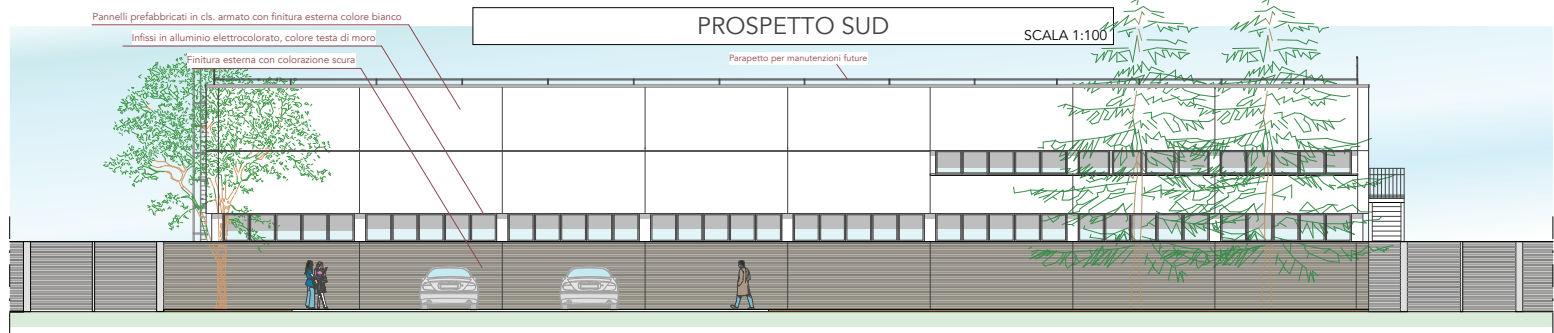 PROSPETTO SUD
SCALA 1:100
Pannelli prefabbricati in cls. armato con finitura esterna colore bianco
Infissi in alluminio elettrocolorato, colore testa di moro
Finitura esterna con colorazione scura
Parapetto per manutenzioni future